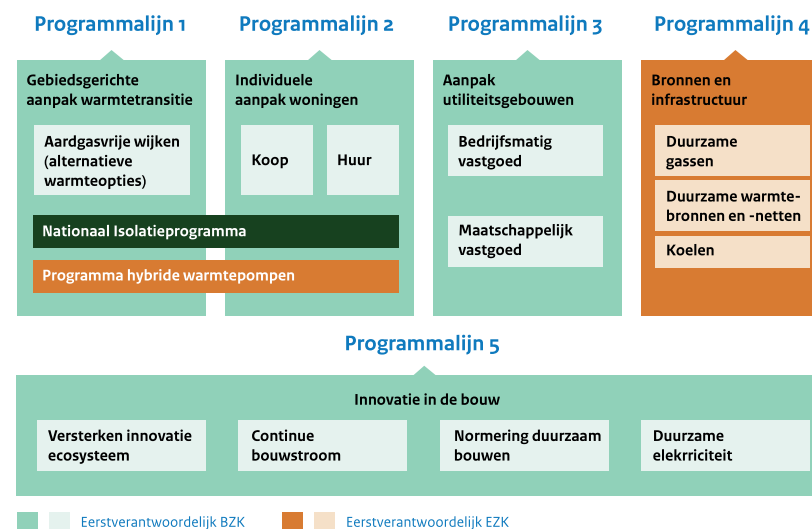 Programmalijn 1
Programmalijn 2
Programmalijn 3
Programmalijn 4
Gebiedsgerichte
aanpak warmtetransitie
Aardgasvrije wijken
(alternatieve
warmteopties)
Individuele
aanpak woningen
Koop
Huur
Nationaal Isolatieprogramma
Programma hybride warmtepompen
Aanpak
utiliteitsgebouwen
Bedrijfsmatig
vastgoed
Maatschappelijk
vastgoed
Bronnen en
infrastructuur
Duurzame
gassen
Duurzame warmte-
bronnen en -netten
Koelen
Programmalijn 5
Innovatie in de bouw
Versterken innovatie
ecosysteem
Continue
bouwstroom
Normering duurzaam
bouwen
Duurzame
elekrriciteit
Eerstverantwoordelijk BZK
Eerstverantwoordelijk EZK